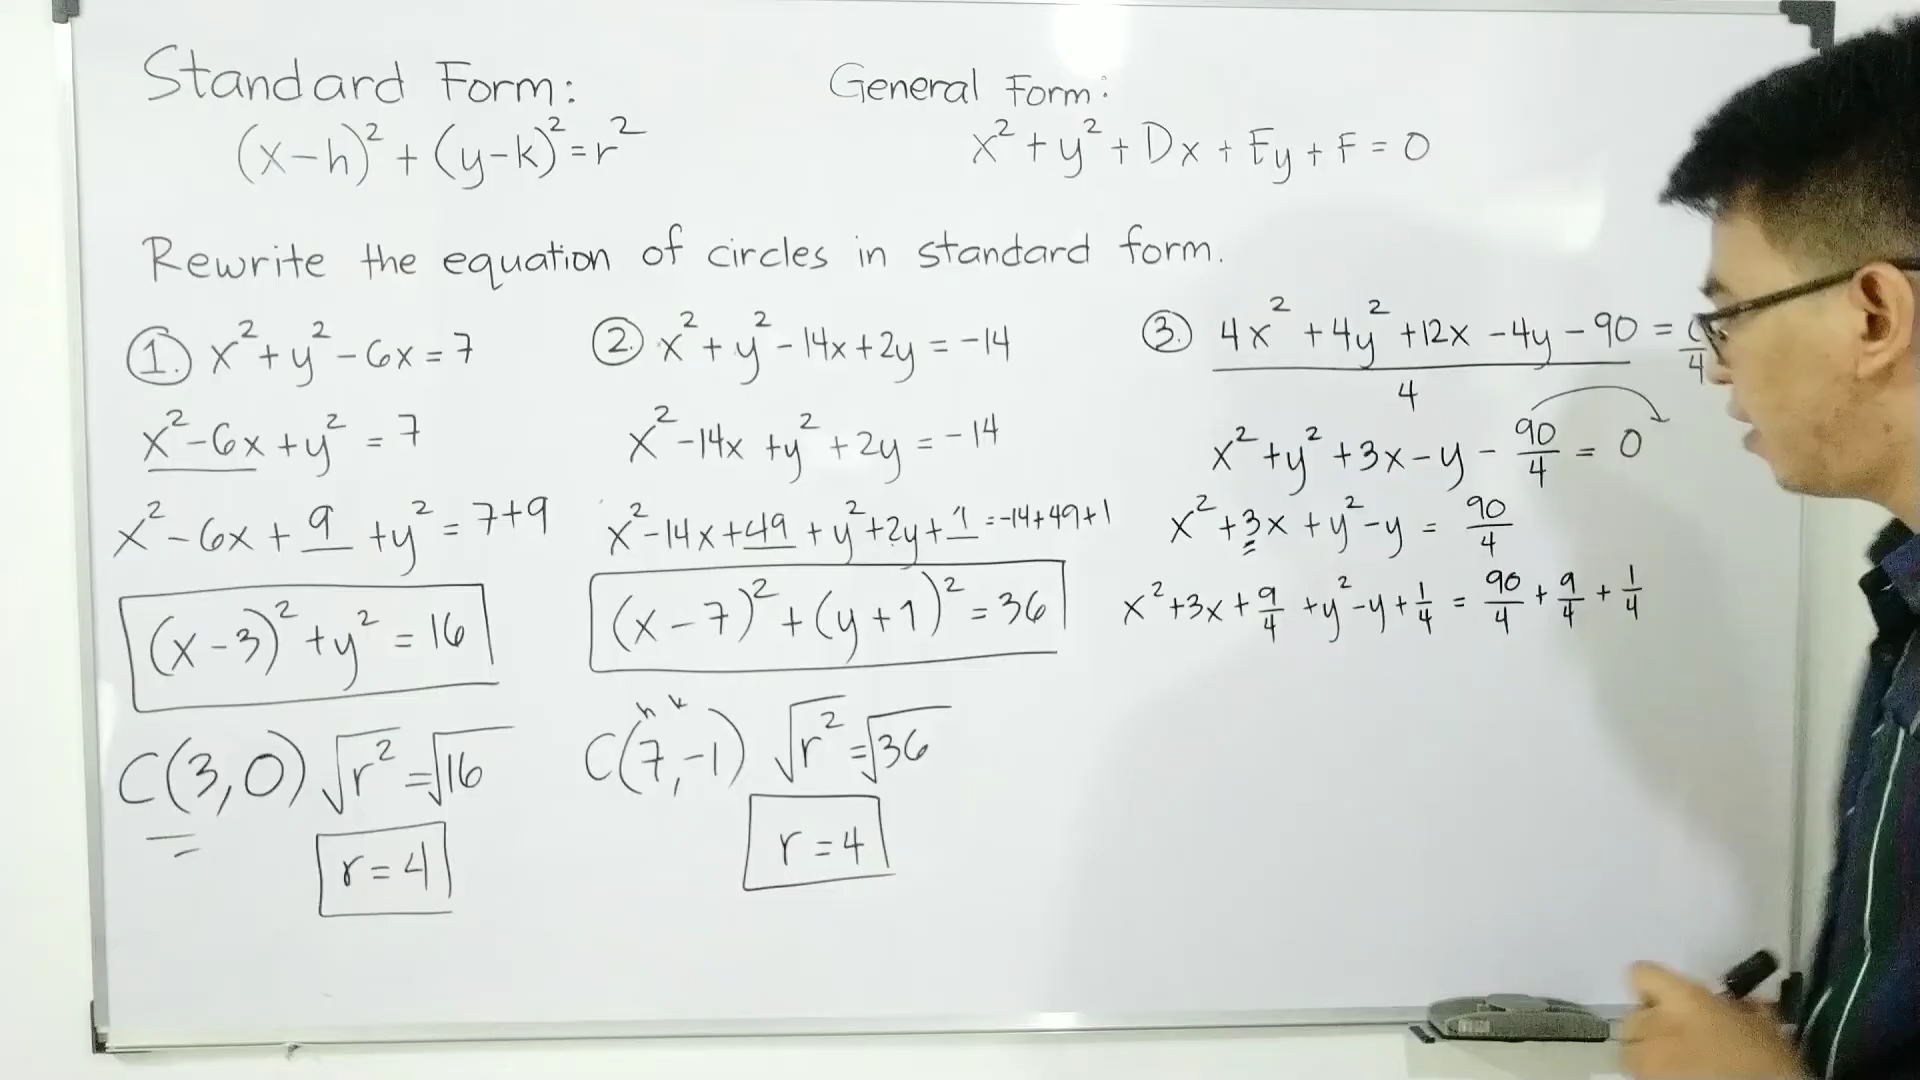 Standard Form:
(x-h)² + (y-k)² = r²
General Form:
x² + y² + Dx + Ey + F = 0
Rewrite the equation of circles in standard form.
1. x² + y² - 6x = 7
x² - 6x + y² = 7
x² - 6x + 9 + y² = 7+9
(x-3)² + y² = 16
C(3,0) √r² = √16
r = 4
2. x² + y² - 14x + 2y = -14
x² - 14x + y² + 2y = -14
x² - 14x + 49 + y² + 2y + 1 = -14+49+1
(x-7)² + (y+1)² = 36
h k
C(7,-1) √r² = √36
r = 4
3. 4x² + 4y² + 12x - 4y - 90 =
4 4
x² + y² + 3x - y - 90/4 = 0
x² + 3x + y² - y = 90/4
x² + 3x + 9/4 + y² - y + 1/4 = 90/4 + 9/4 + 1/4